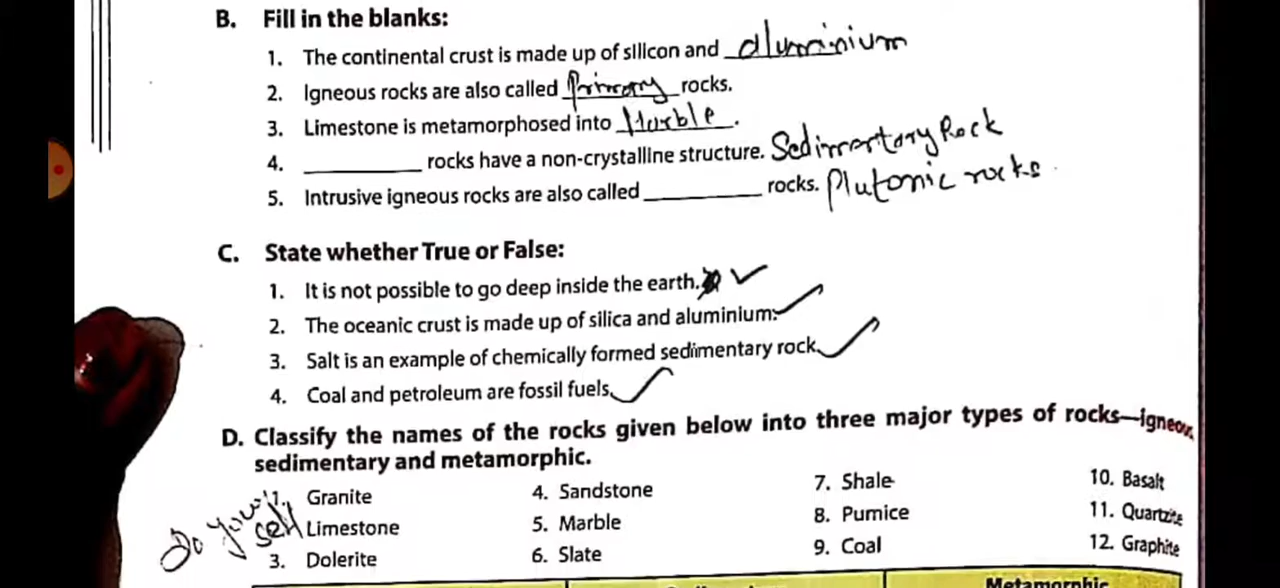 B. Fill in the blanks:
1. The continental crust is made up of silicon and aluminium
2. Igneous rocks are also called Primary rocks.
3. Limestone is metamorphosed into Marble.
4. __________ rocks have a non-crystalline structure. Sedimentory Rock
5. Intrusive igneous rocks are also called __________ rocks. Plutonic rocks.
C. State whether True or False:
1. It is not possible to go deep inside the earth. ✓
2. The oceanic crust is made up of silica and aluminium. ✓
3. Salt is an example of chemically formed sedimentary rock. ✓
4. Coal and petroleum are fossil fuels. ✓
D. Classify the names of the rocks given below into three major types of rocks—igneous,
sedimentary and metamorphic.
1. Granite 4. Sandstone 7. Shale 10. Basalt
Limestone 5. Marble 8. Pumice 11. Quartzite
3. Dolerite 6. Slate 9. Coal 12. Graphite
Do your
self
Metamorphic